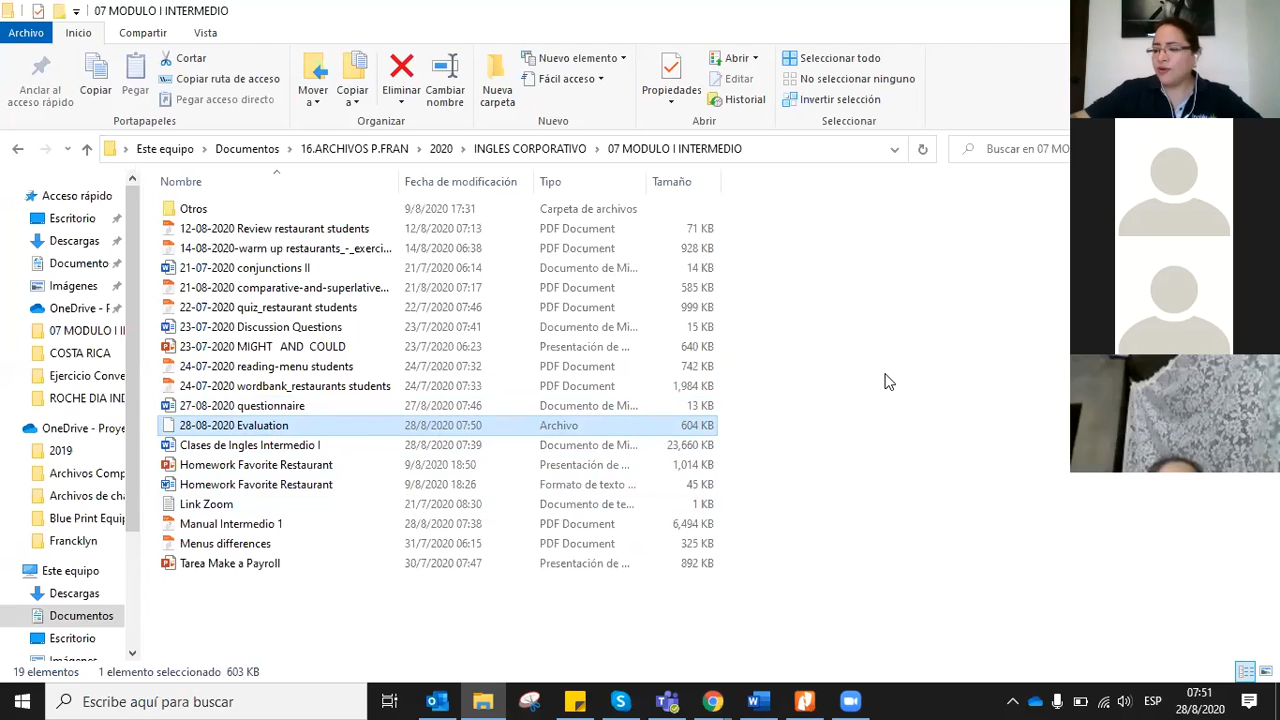 07 MODULO I INTERMEDIO
Archivo Inicio Compartir Vista
Anclar al acceso rápido
Copiar
Pegar
Cortar
Copiar ruta de acceso
Pegar acceso directo
Portapapeles
Mover a
Copiar a
Eliminar
Cambiar nombre
Organizar
Nueva carpeta
Nuevo elemento
Fácil acceso
Nuevo
Propiedades
Abrir
Editar
Historial
Abrir
Seleccionar todo
No seleccionar ninguno
Invertir selección
Seleccionar
Este equipo > Documentos > 16.ARCHIVOS P.FRAN > 2020 > INGLES CORPORATIVO > 07 MODULO I INTERMEDIO
Buscar en 07 MO
Acceso rápido
Escritorio
Descargas
Documento
Imágenes
OneDrive - F
07 MODULO I II
COSTA RICA
Ejercicio Conve
ROCHE DIA IND
OneDrive - Proye
2019
Archivos Comp
Archivos de cha
Blue Print Equip
Francklyn
Este equipo
Descargas
Documentos
Escritorio
Nombre Fecha de modificación Tipo Tamaño
Otros 9/8/2020 17:31 Carpeta de archivos
12-08-2020 Review restaurant students 12/8/2020 07:13 PDF Document 71 KB
14-08-2020-warm up restaurants_-_exerci... 14/8/2020 06:38 PDF Document 928 KB
21-07-2020 conjunctions II 21/7/2020 06:14 Documento de Mi... 14 KB
21-08-2020 comparative-and-superlative... 21/8/2020 07:17 PDF Document 585 KB
22-07-2020 quiz_restaurant students 22/7/2020 07:46 PDF Document 999 KB
23-07-2020 Discussion Questions 23/7/2020 07:41 Documento de Mi... 15 KB
23-07-2020 MIGHT AND COULD 23/7/2020 06:23 Presentación de ... 640 KB
24-07-2020 reading-menu students 24/7/2020 07:32 PDF Document 742 KB
24-07-2020 wordbank_restaurants students 24/7/2020 07:33 PDF Document 1,984 KB
27-08-2020 questionnaire 27/8/2020 07:46 Documento de Mi... 13 KB
28-08-2020 Evaluation 28/8/2020 07:50 Archivo 604 KB
Clases de Ingles Intermedio I 28/8/2020 07:39 Documento de Mi... 23,660 KB
Homework Favorite Restaurant 9/8/2020 18:50 Presentación de ... 1,014 KB
Homework Favorite Restaurant 9/8/2020 18:26 Formato de texto ... 45 KB
Link Zoom 21/7/2020 08:30 Documento de te... 1 KB
Manual Intermedio 1 28/8/2020 07:38 PDF Document 6,494 KB
Menus differences 31/7/2020 06:15 PDF Document 325 KB
Tarea Make a Payroll 30/7/2020 07:47 Presentación de ... 892 KB
19 elementos 1 elemento seleccionado 603 KB
Escribe aquí para buscar
ESP
07:51
28/8/2020